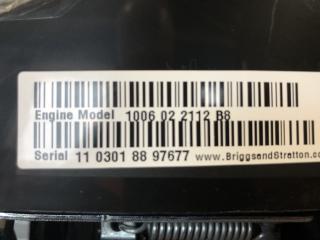 Engine Model 1006 02 2112 B8
Serial 11 0301 88 97677 www.BriggsandStratton.co